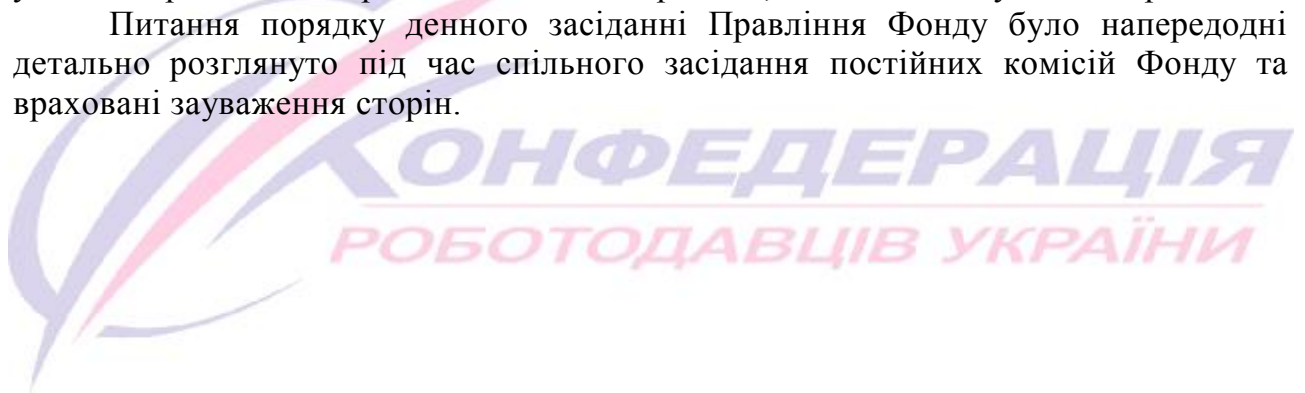 Питання порядку денного засіданні Правління Фонду було напередодні
детально розглянуто під час спільного засідання постійних комісій Фонду та
враховані зауваження сторін.
КОНФЕДЕРАЦІЯ
РОБОТОДАВЦІВ УКРАЇНИ